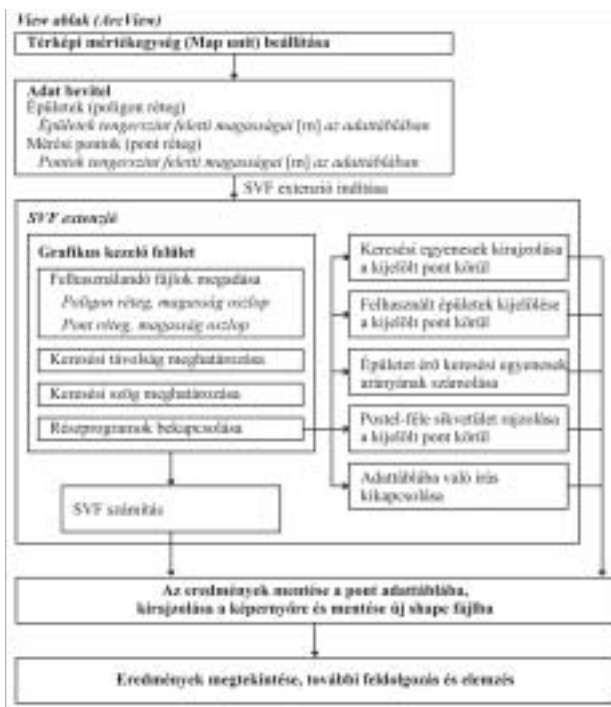 View ablak (ArcView)
Térképi mértékegység (Map unit) beállítása
Adat bevitel
Épületek (poligon réteg)
Épületek tengerszint feletti magasságai [m] az adattáblában
Mérési pontok (pont réteg)
Pontok tengerszint feletti magasságai [m] az adattáblában
SVF extenzió indítása
SVF extenzió
Grafikus kezelő felület
Felhasználandó fájlok megadása
Poligon réteg, magasság oszlop
Pont réteg, magasság oszlop
Keresési távolság meghatározása
Keresési szög meghatározása
Részprogramok bekapcsolása
SVF számítás
Keresési egyenesek kirajzolása
a kijelölt pont körül
Felhasznált épületek kijelölése
a kijelölt pont körül
Épületet érő keresési egyenesek
arányának számolása
Postel-féle síkvetület rajzolása
a kijelölt pont körül
Adattáblába való írás
kikapcsolása
Az eredmények mentése a pont adattáblába,
kirajzolása a képernyőre és mentése új shape fájlba
Eredmények megtekintése, további feldolgozás és elemzés